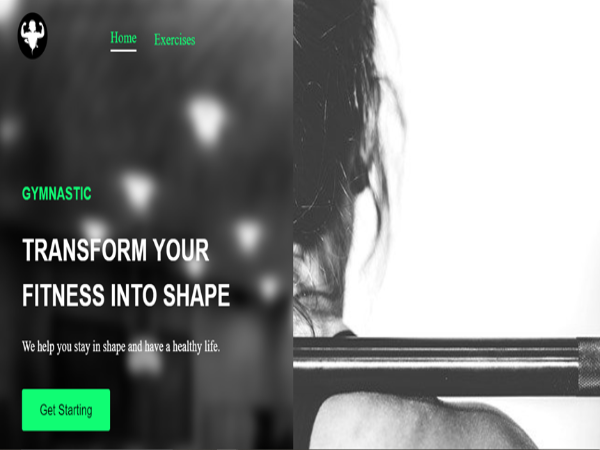 Home
Exercises
GYMNASTIC
TRANSFORM YOUR
FITNESS INTO SHAPE
We help you stay in shape and have a healthy life.
Get Starting